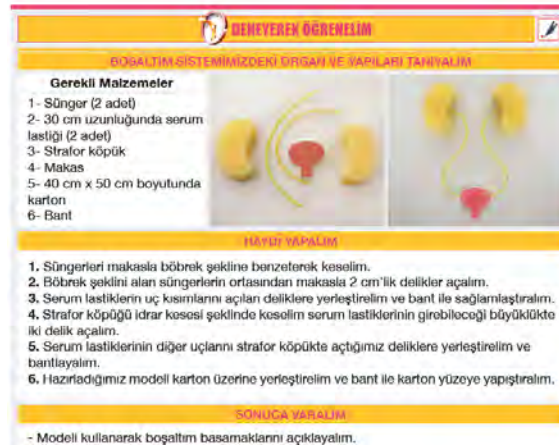 DENEYEREK ÖĞRENELİM
BOŞALTIM SİSTEMİMİZDEKİ ORGAN VE YAPILARI TANIYALIM
Gerekli Malzemeler
1- Sünger (2 adet)
2- 30 cm uzunluğunda serum
lastiği (2 adet)
3- Strafor köpük
4- Makas
5- 40 cm x 50 cm boyutunda
karton
6- Bant
HAYDİ YAPALIM
1. Süngerleri makasla böbrek şekline benzeterek keselim.
2. Böbrek şeklini alan süngerlerin ortasından makasla 2 cm'lik delikler açalım.
3. Serum lastiklerin uç kısımlarını açılan deliklere yerleştirelim ve bant ile sağlamlaştıralım.
4. Strafor köpüğü idrar kesesi şeklinde keselim serum lastiklerinin girebileceği büyüklükte
iki delik açalım.
5. Serum lastiklerinin diğer uçlarını strafor köpükte açtığımız deliklere yerleştirelim ve
bantlayalım.
6. Hazırladığımız modeli karton üzerine yerleştirelim ve bant ile karton yüzeye yapıştıralım.
SONUCA VARALIM
- Modeli kullanarak boşaltım basamaklarını açıklayalım.